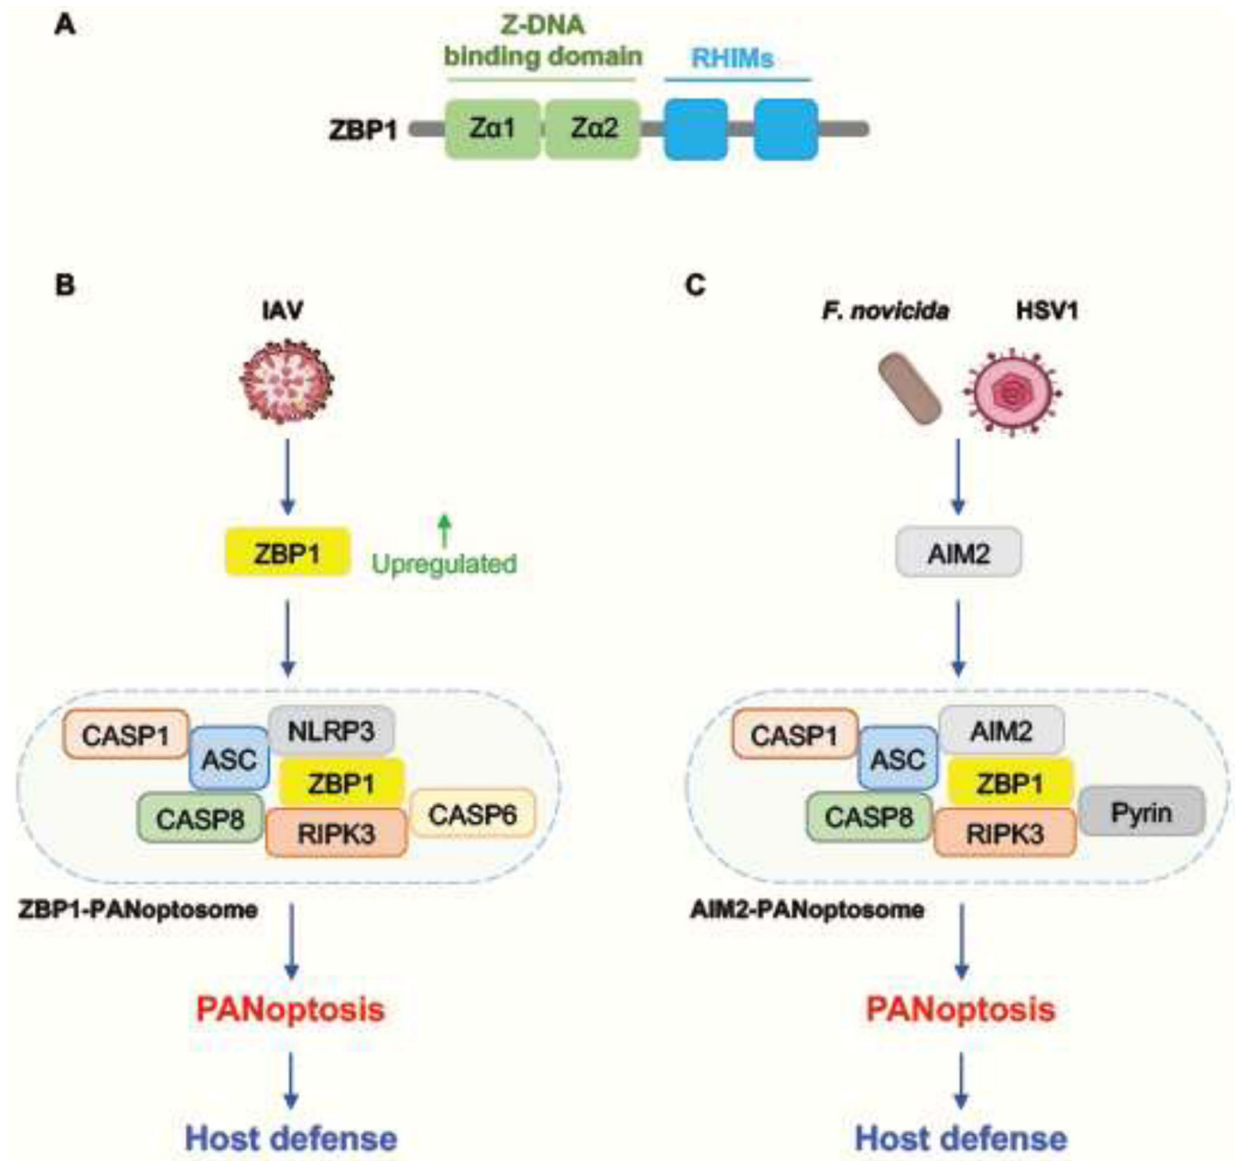 A
Z-DNA
binding domain
RHIMs
ZBP1
Zα1
Zα2
B
IAV
ZBP1
Upregulated
CASP1
ASC
NLRP3
ZBP1
CASP8
RIPK3
CASP6
ZBP1-PANoptosome
PANoptosis
Host defense
C
F. novicida
HSV1
AIM2
CASP1
ASC
AIM2
ZBP1
CASP8
RIPK3
Pyrin
AIM2-PANoptosome
PANoptosis
Host defense